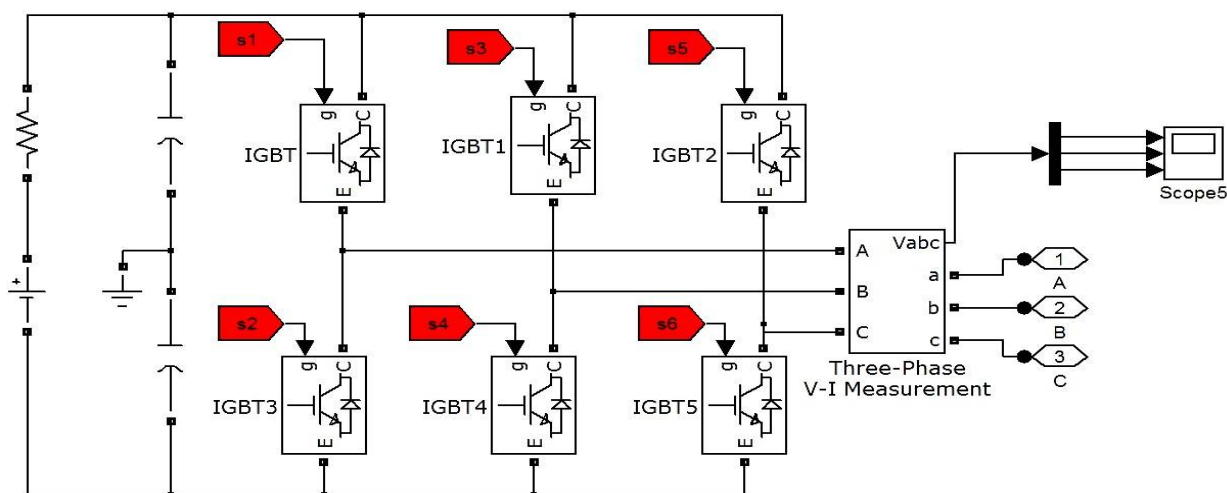 s1
s3
s5
g C
IGBT
E
g C
IGBT1
E
g C
IGBT2
E
Scope5
+
A
B
C
Vabc
a
b
c
1
A
2
B
3
C
Three-Phase
V-I Measurement
s2
s4
s6
g C
IGBT3
E
g C
IGBT4
E
g C
IGBT5
E